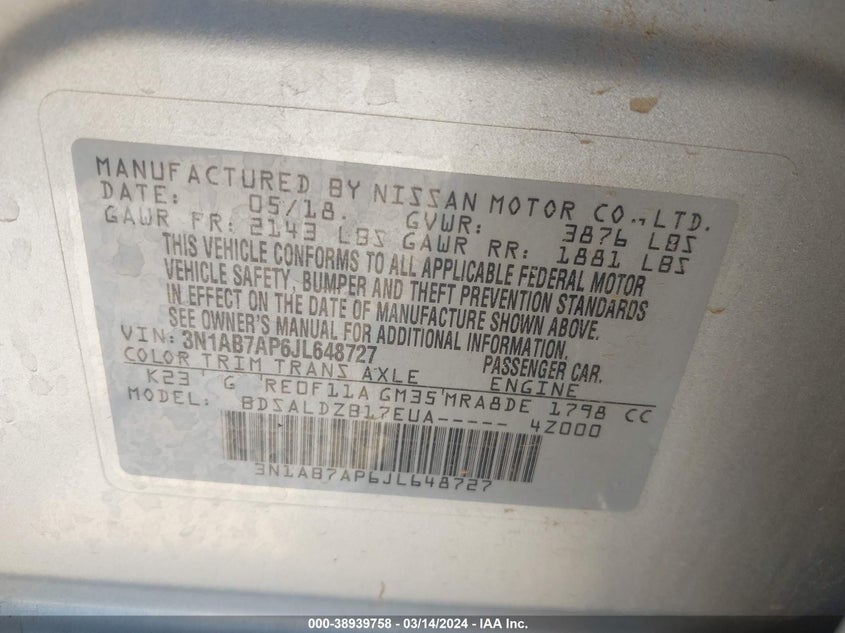 MANUFACTURED BY NISSAN MOTOR CO., LTD.
DATE: 05/18. GVWR: 3876 LBS
GAWR FR: 2143 LBS GAWR RR: 1881 LBS
THIS VEHICLE CONFORMS TO ALL APPLICABLE FEDERAL MOTOR
VEHICLE SAFETY, BUMPER AND THEFT PREVENTION STANDARDS
IN EFFECT ON THE DATE OF MANUFACTURE SHOWN ABOVE.
SEE OWNER'S MANUAL FOR ADDITIONAL INFORMATION.
VIN: 3N1AB7AP6JL648727 PASSENGER CAR.
COLOR TRIM TRANS AXLE ENGINE
K23 G RE0F11A GM35 MRA8DE 1798 CC
MODEL: BDSALDZB17EUA----- 4Z000
3N1AB7AP6JL648727
000-38939758 - 03/14/2024 - IAA Inc.